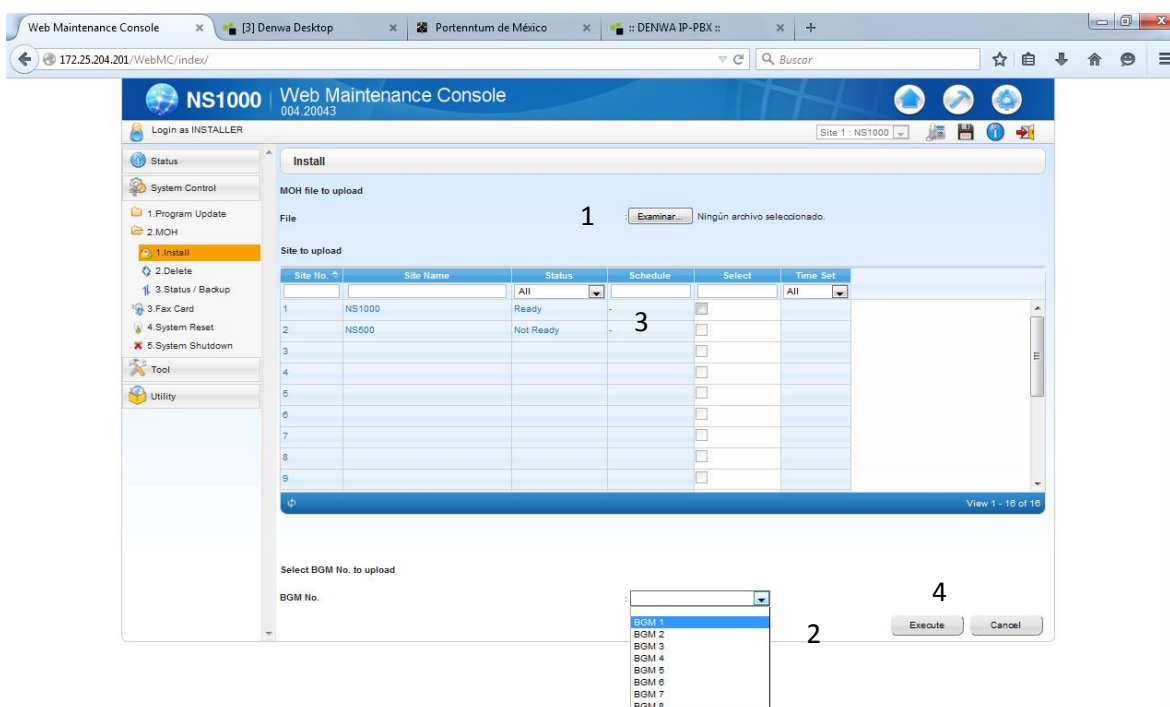 Web Maintenance Console
[3] Denwa Desktop
Portenntum de México
:: DENWA IP-PBX ::
172.25.204.201/WebMC/index/
Buscar
NS1000
Web Maintenance Console
004.20043
Login as INSTALLER
Site 1 : NS1000
Status
System Control
1.Program Update
2.MOH
1.Install
2.Delete
3.Status / Backup
3.Fax Card
4.System Reset
5.System Shutdown
Tool
Utility
Install
MOH file to upload
File
1
: Examinar... Ningún archivo seleccionado.
Site to upload
Site No. Site Name Status Schedule Select Time Set
All All
1 NS1000 Ready -
2 NS500 Not Ready -
3
3
4
5
6
7
8
9
View 1 - 16 of 16
Select BGM No. to upload
BGM No. :
4
Execute Cancel
2
BGM 1
BGM 2
BGM 3
BGM 4
BGM 5
BGM 6
BGM 7
BGM 8